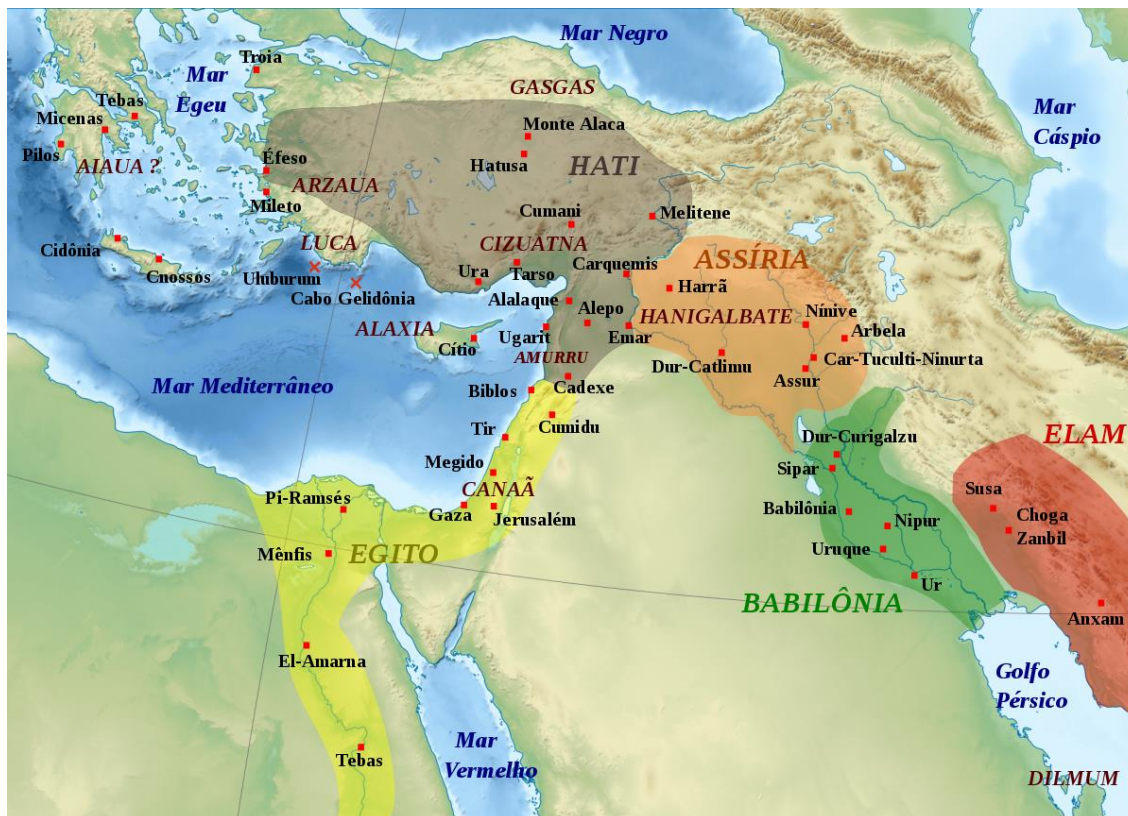 Mar Negro
Troia
Mar
Egeu
GASGAS
Mar
Cáspio
Tebas
Micenas
Pilos
AIAUA ?
Monte Alaca
Hatusa
HATI
Éfeso
ARZAUA
Mileto
Cumani
Melitene
Cidônia
Cnossos
LUCA
CIZUATNA
Uluburum
Cabo Gelidônia
Ura
Tarso
Carquemis
ASSÍRIA
Harrã
Alalaque
Alepo
HANIGALBATE
Nínive
Arbela
ALAXIA
Cítio
Ugarit
Emar
AMURRU
Dur-Catlimu
Car-Tuculti-Ninurta
Assur
Mar Mediterrâneo
Biblos
Cadexe
Cumidu
Tir
Dur-Curigalzu
ELAM
Megido
Sipar
CANAÃ
Pi-Ramsés
Gaza
Jerusalém
Babilônia
Nipur
Susa
Choga
Zanbil
Mênfis
EGITO
Uruque
Ur
BABILÔNIA
Anxam
El-Amarna
Golfo
Pérsico
Tebas
Mar
Vermelho
DILMUM